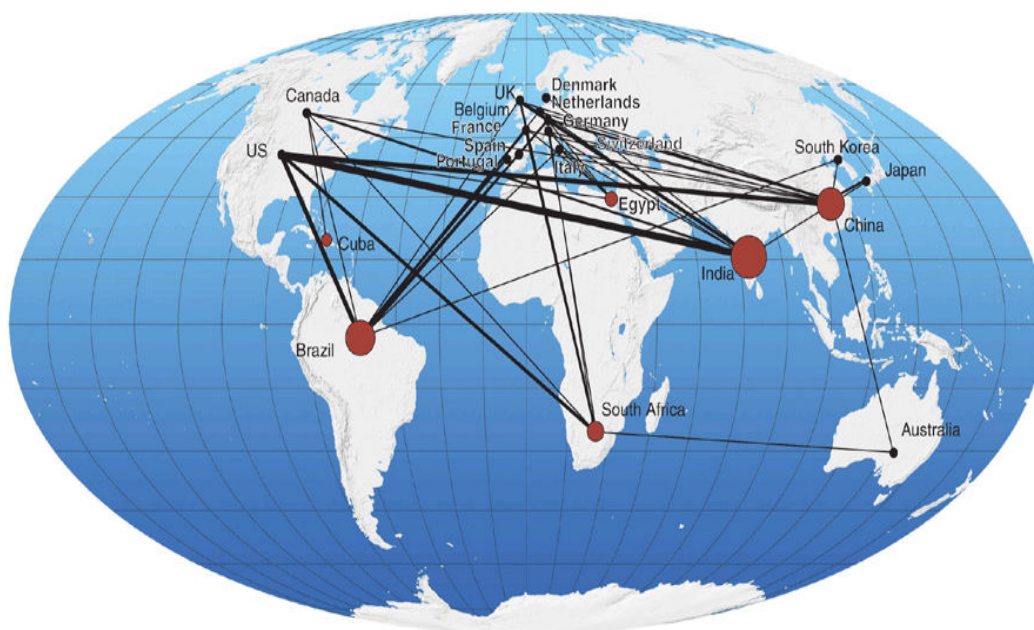 Canada
US
Cuba
Brazil
UK
Denmark
Netherlands
Belgium
Germany
France
Switzerland
Spain
Portugal
Italy
Egypt
South Korea
Japan
China
India
South Africa
Australia